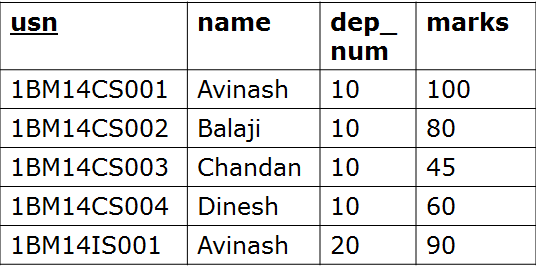 usn name dep_ marks
num
1BM14CS001 Avinash 10 100
1BM14CS002 Balaji 10 80
1BM14CS003 Chandan 10 45
1BM14CS004 Dinesh 10 60
1BM14IS001 Avinash 20 90